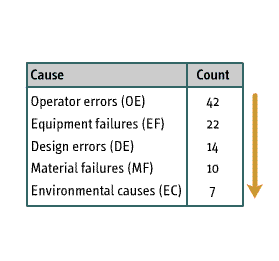 Cause Count
Operator errors (OE) 42
Equipment failures (EF) 22
Design errors (DE) 14
Material failures (MF) 10
Environmental causes (EC) 7